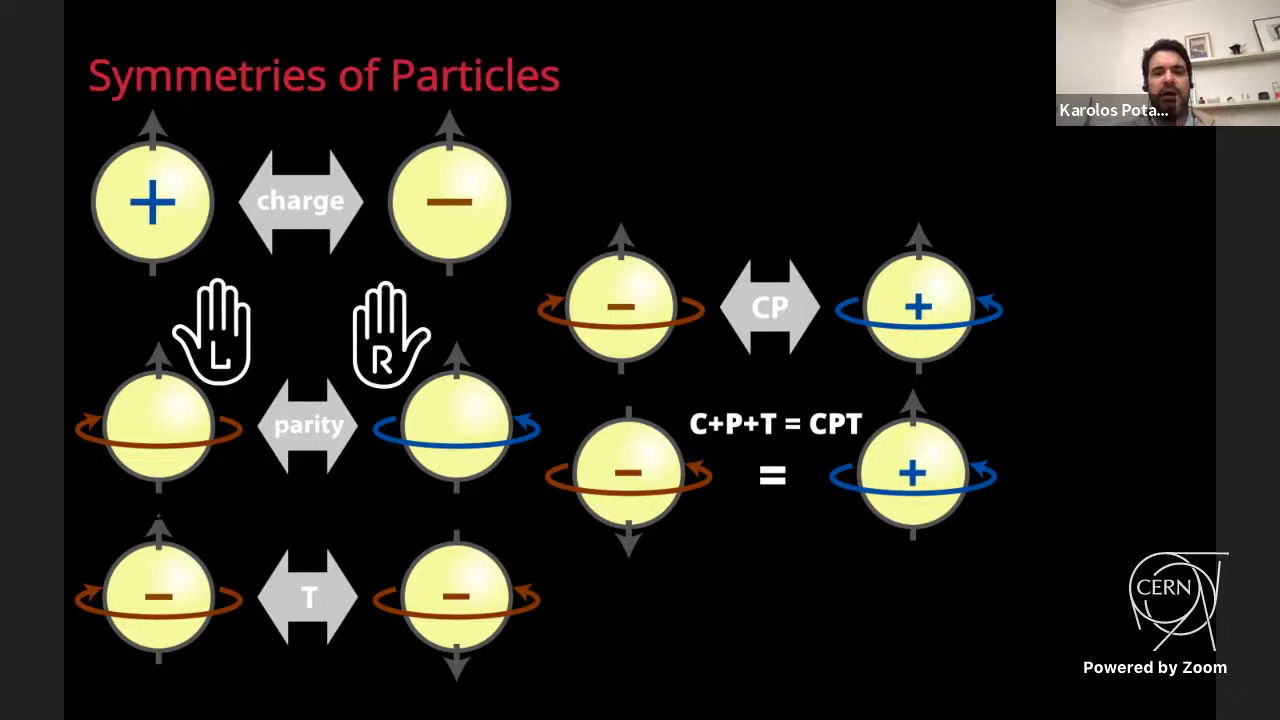 Symmetries of Particles
Karolos Pota...
+
charge
−
L
R
− CP +
parity
C+P+T = CPT
− = +
− T −
CERN
Powered by Zoom